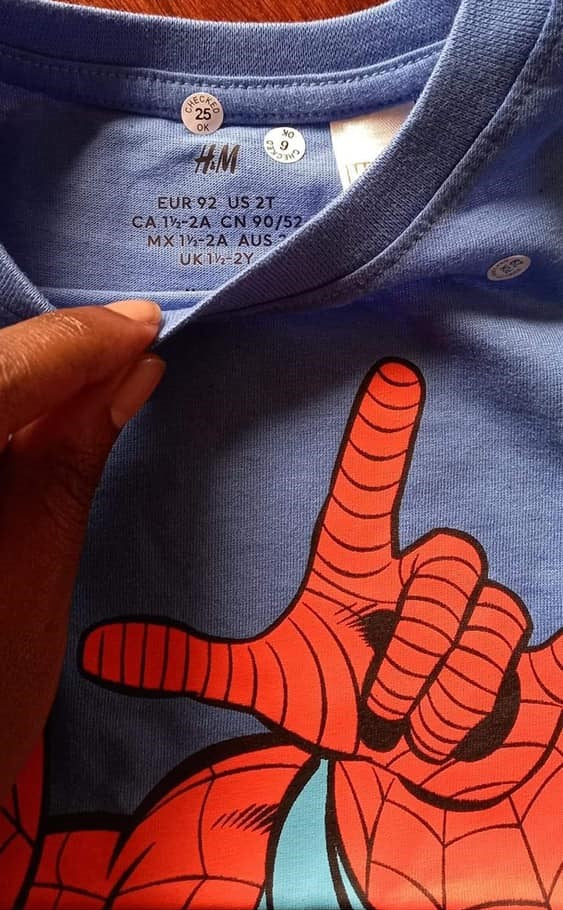 CHECKED
25
OK
CHECKED
9
OK
H&M
EUR 92 US 2T
CA 1½-2A CN 90/52
MX 1½-2A AUS
UK 1½-2Y